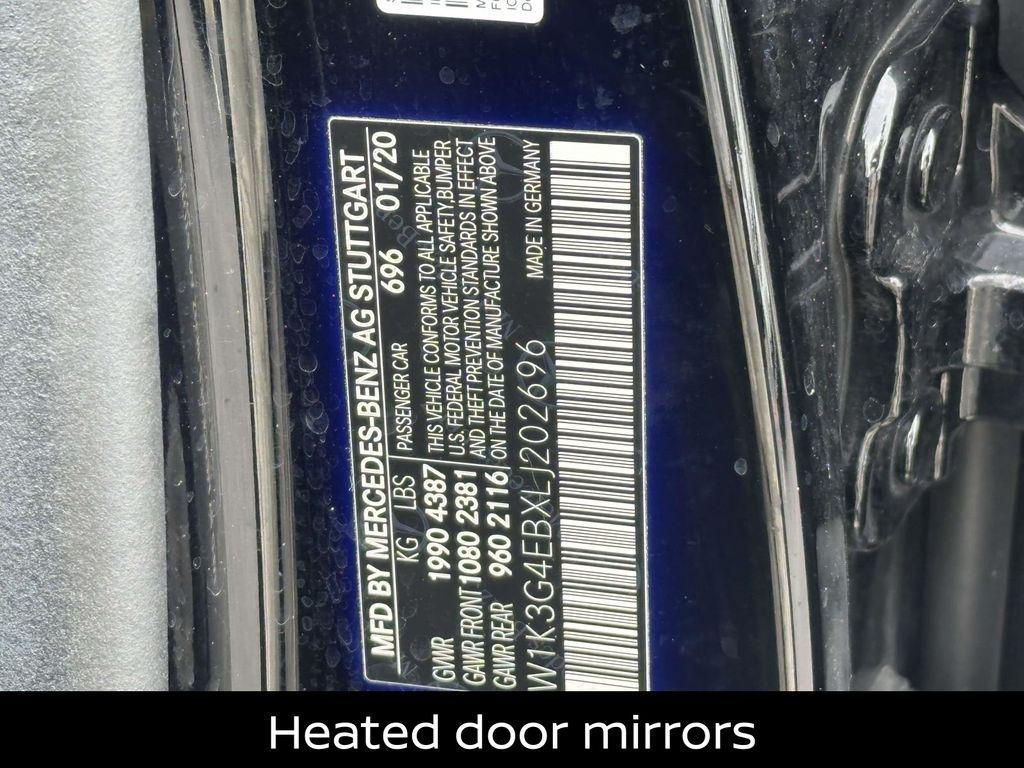 MFD BY MERCEDES-BENZ AG STUTTGART
KG LBS 696 01/20
GVWR 1990 4387 PASSENGER CAR
GAWR FRONT 1080 2381
GAWR REAR 960 2116
THIS VEHICLE CONFORMS TO ALL APPLICABLE
U.S. FEDERAL MOTOR VEHICLE SAFETY,BUMPER
AND THEFT PREVENTION STANDARDS IN EFFECT
ON THE DATE OF MANUFACTURE SHOWN ABOVE
W1K3G4EBXLJ202696 MADE IN GERMANY
Heated door mirrors